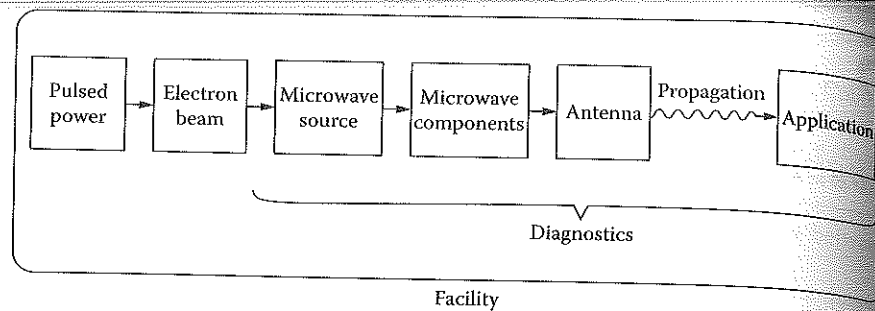 Pulsed
power
Electron
beam
Microwave
source
Microwave
components
Antenna
Propagation
Application
Diagnostics
Facility